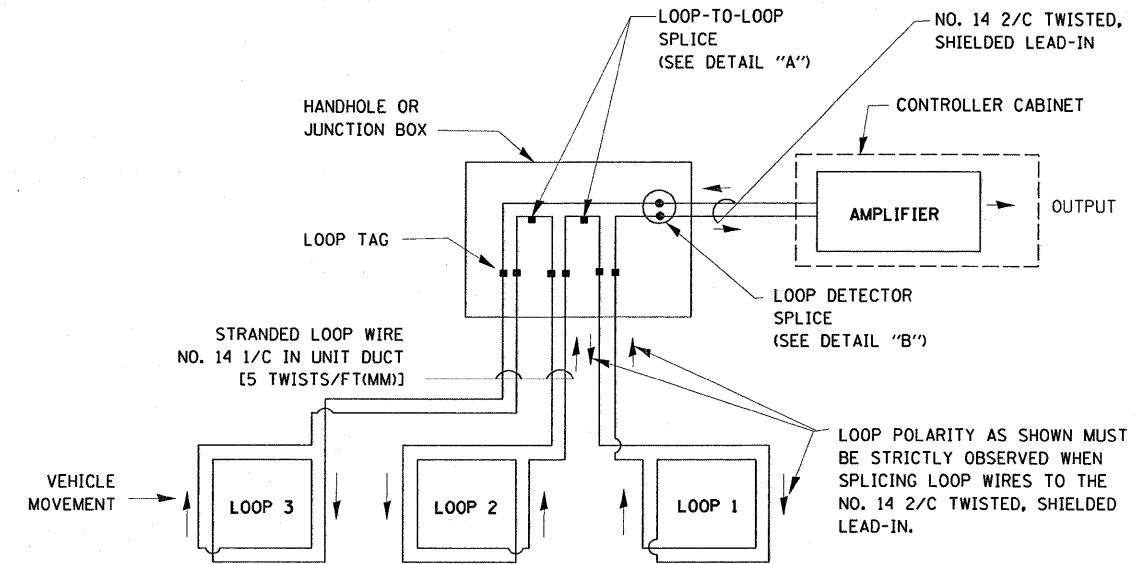 LOOP-TO-LOOP
SPLICE
(SEE DETAIL "A")
NO. 14 2/C TWISTED,
SHIELDED LEAD-IN
HANDHOLE OR
JUNCTION BOX
CONTROLLER CABINET
AMPLIFIER
OUTPUT
LOOP TAG
LOOP DETECTOR
SPLICE
(SEE DETAIL "B")
STRANDED LOOP WIRE
NO. 14 1/C IN UNIT DUCT
[5 TWISTS/FT(MM)]
LOOP POLARITY AS SHOWN MUST
BE STRICTLY OBSERVED WHEN
SPLICING LOOP WIRES TO THE
NO. 14 2/C TWISTED, SHIELDED
LEAD-IN.
VEHICLE
MOVEMENT
LOOP 3
LOOP 2
LOOP 1